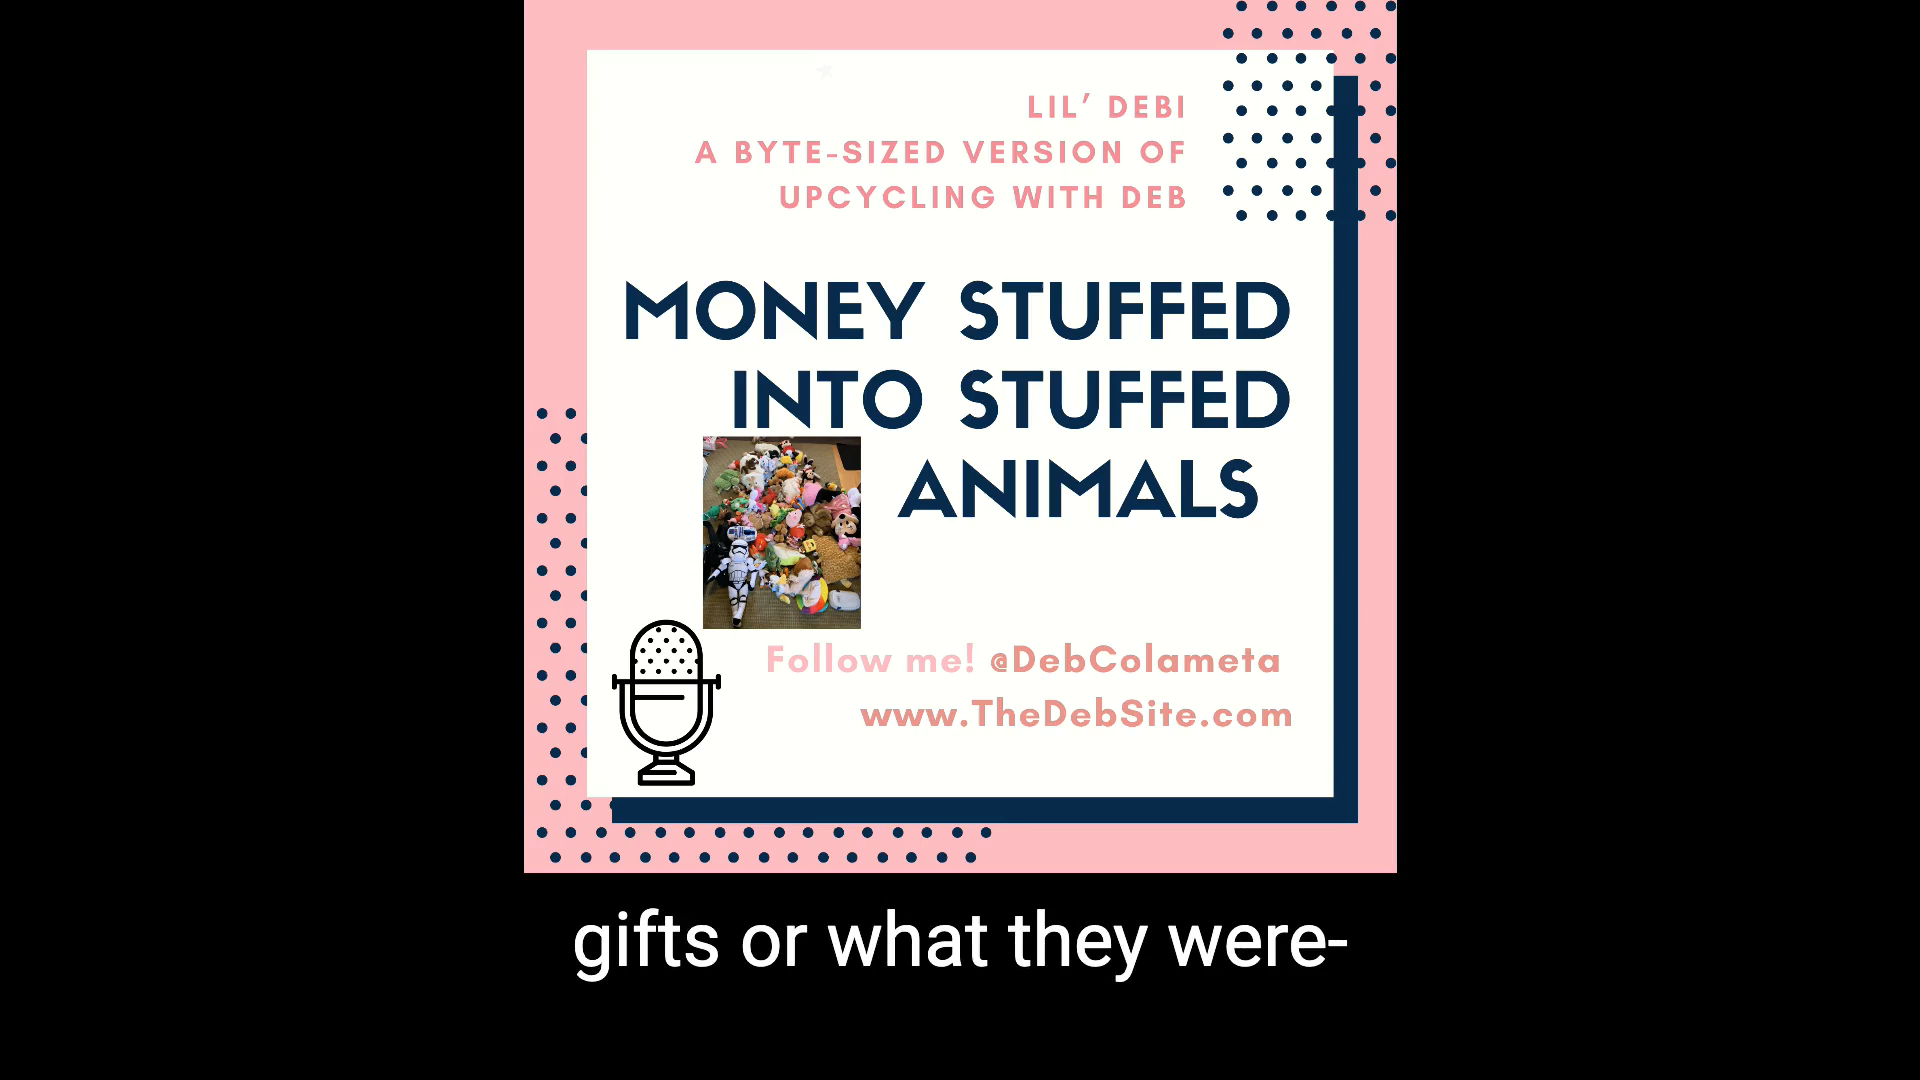 LIL’ DEBI
A BYTE-SIZED VERSION OF
UPCYCLING WITH DEB
MONEY STUFFED
INTO STUFFED
ANIMALS
Follow me! @DebColameta
www.TheDebSite.com
gifts or what they were-